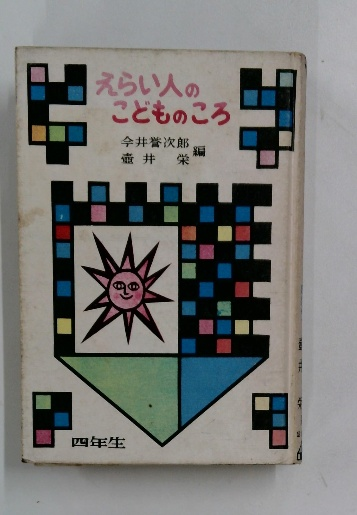 えらい人の
こどものころ
今井誉次郎
壺井 栄
編
四年生